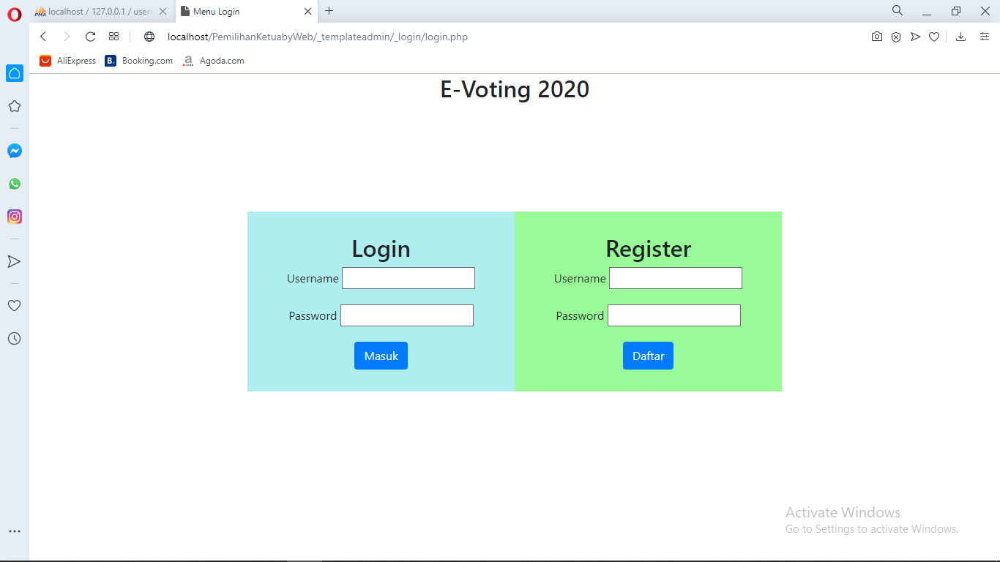 localhost / 127.0.0.1 / usern
Menu Login
localhost/PemilihanKetuabyWeb/_templateadmin/_login/login.php
AliExpress
B. Booking.com
a Agoda.com
E-Voting 2020
Login
Username
Password
Masuk
Register
Username
Password
Daftar
Activate Windows
Go to Settings to activate Windows.